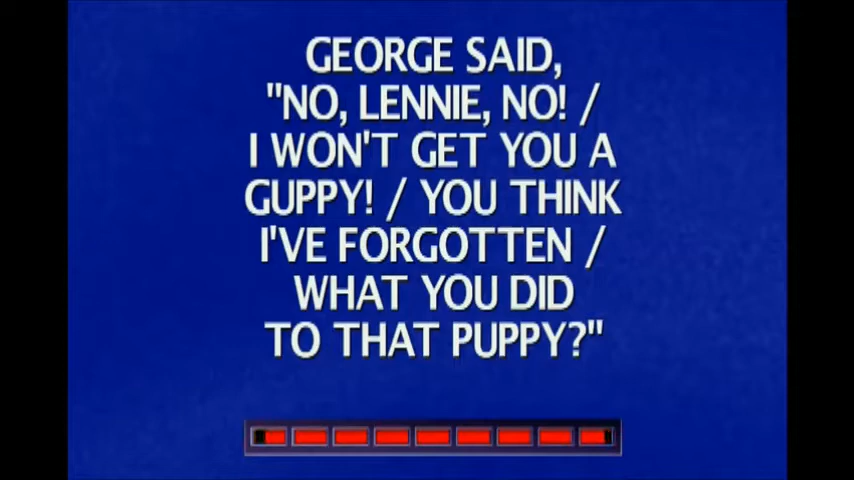 GEORGE SAID,
"NO, LENNIE, NO! /
I WON'T GET YOU A
GUPPY! / YOU THINK
I'VE FORGOTTEN /
WHAT YOU DID
TO THAT PUPPY?"